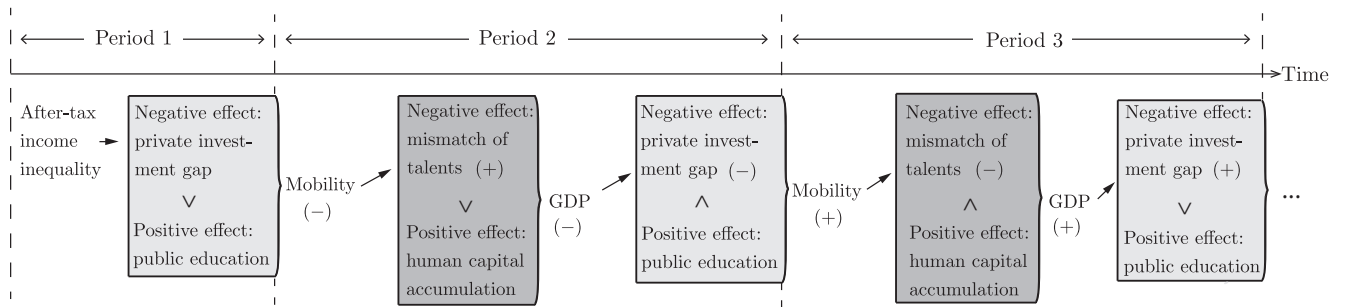 Period 1
Period 2
Period 3
Time
After-tax
income
inequality
Negative effect:
private invest-
ment gap
∨
Positive effect:
public education
Mobility
(−)
Negative effect:
mismatch of
talents (+)
∨
Positive effect:
human capital
accumulation
GDP
(−)
Negative effect:
private invest-
ment gap (−)
∧
Positive effect:
public education
Mobility
(+)
Negative effect:
mismatch of
talents (−)
∧
Positive effect:
human capital
accumulation
GDP
(+)
Negative effect:
private invest-
ment gap (+)
∨
Positive effect:
public education
...